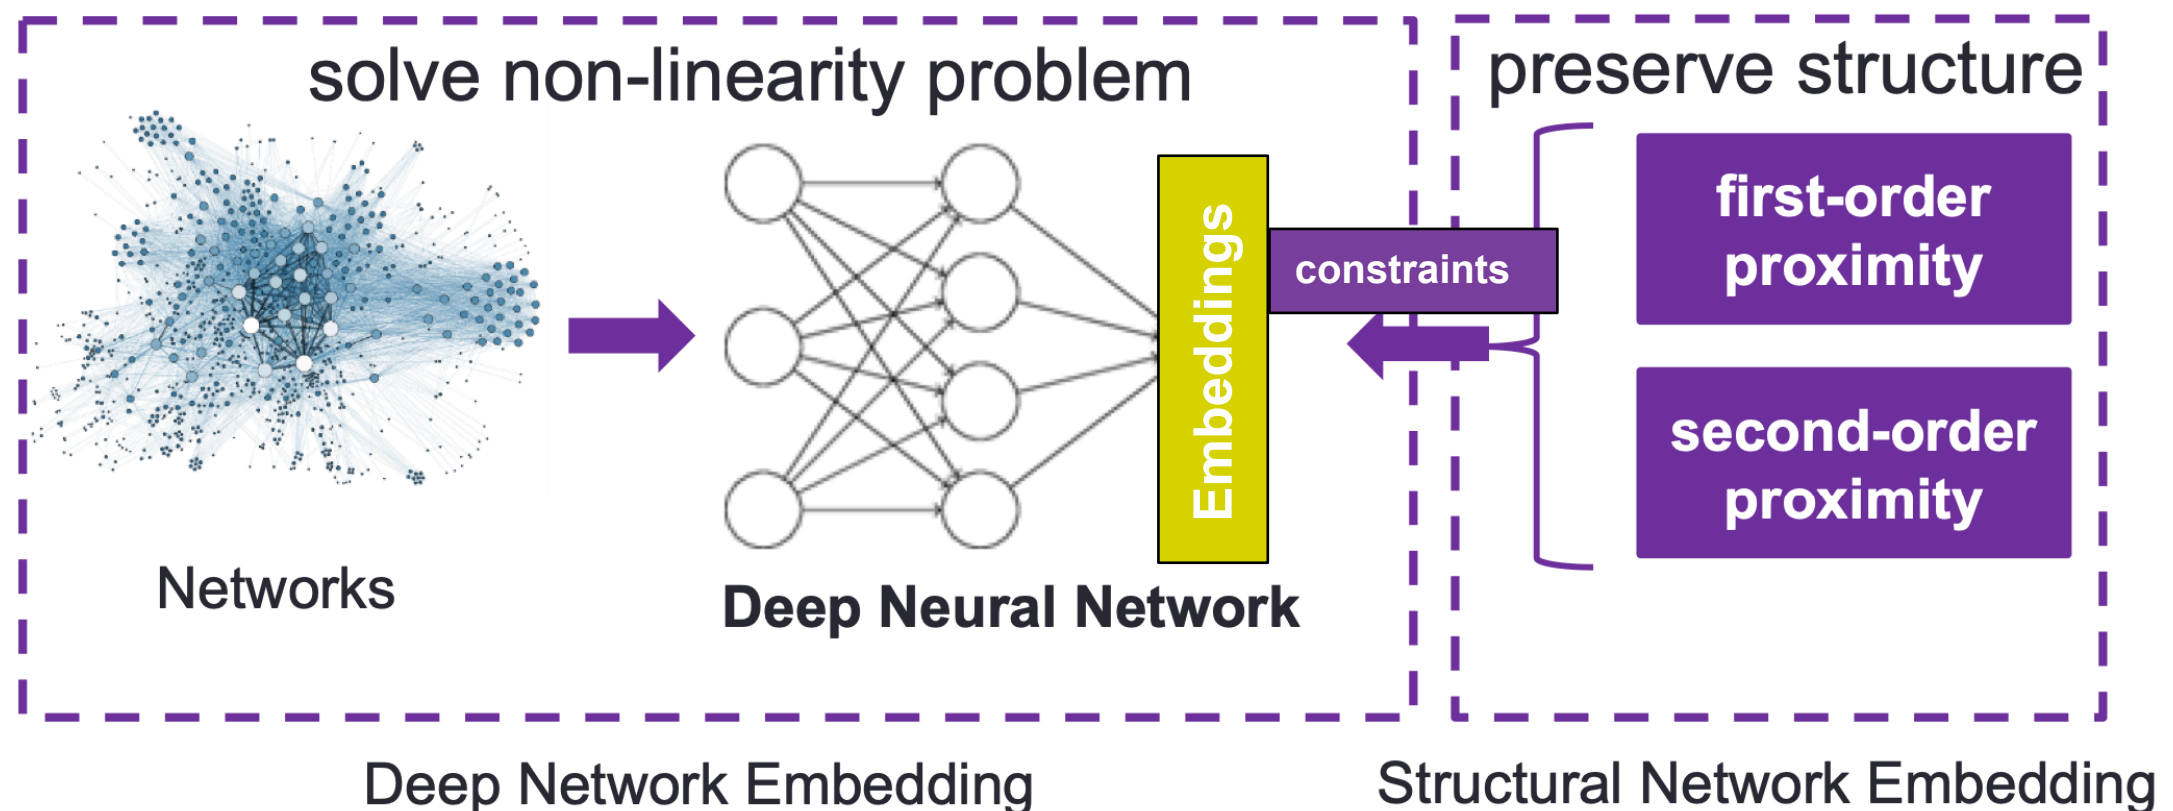 solve non-linearity problem
preserve structure
Embeddings
constraints
first-order
proximity
second-order
proximity
Networks
Deep Neural Network
Deep Network Embedding
Structural Network Embedding